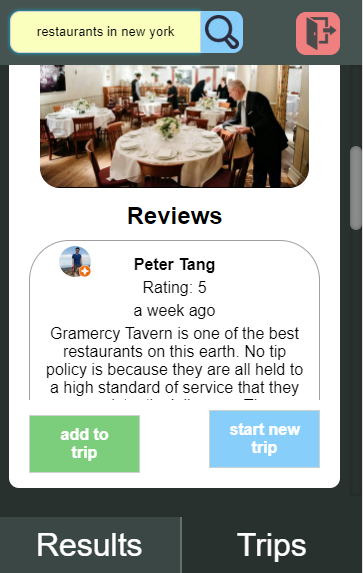 restaurants in new york
Reviews
Peter Tang
Rating: 5
a week ago
Gramercy Tavern is one of the best
restaurants on this earth. No tip
policy is because they are all held to
a high standard of service that they
add to
trip
start new
trip
Results
Trips